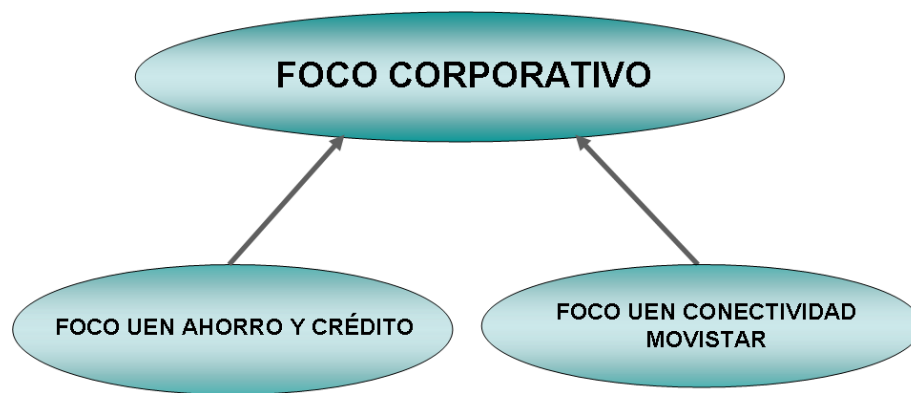 FOCO CORPORATIVO
FOCO UEN AHORRO Y CRÉDITO
FOCO UEN CONECTIVIDAD
MOVISTAR